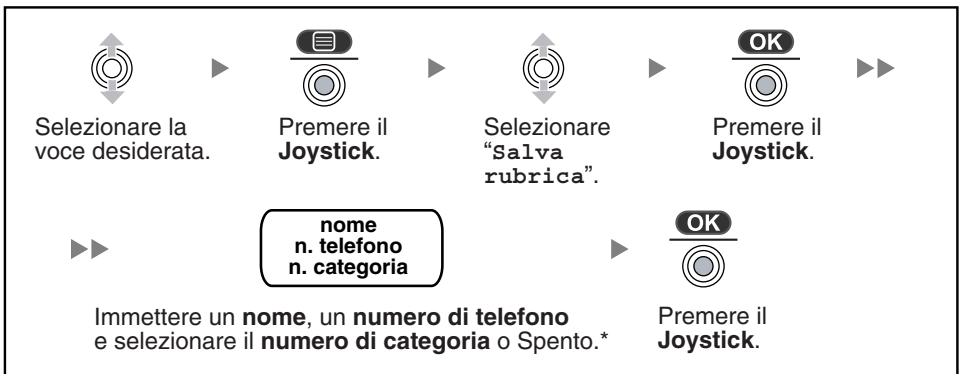 OK
OK
Selezionare la
voce desiderata.
Premere il
Joystick.
Selezionare
“Salva
rubrica”.
Premere il
Joystick.
nome
n. telefono
n. categoria
OK
Immettere un nome, un numero di telefono
e selezionare il numero di categoria o Spento.*
Premere il
Joystick.